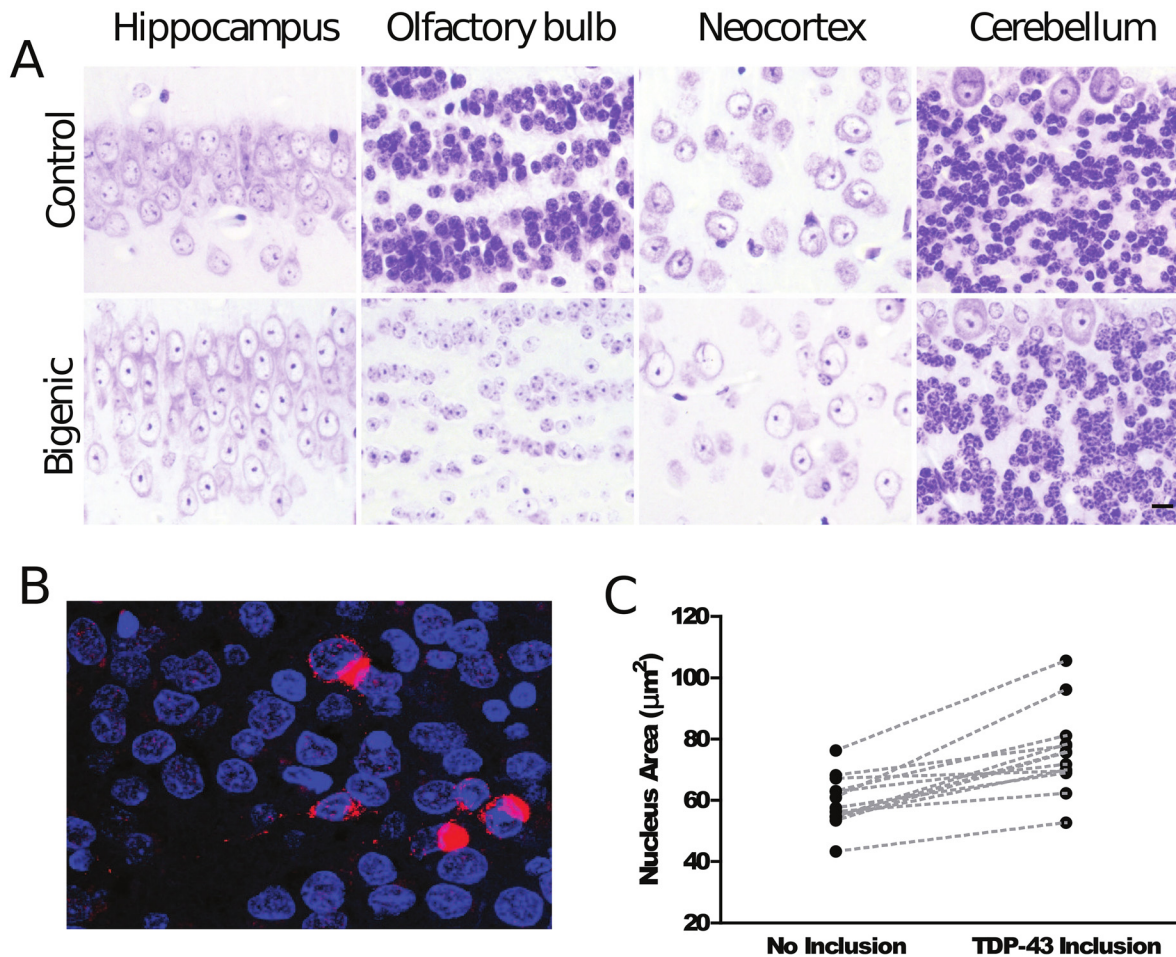 Hippocampus Olfactory bulb Neocortex Cerebellum
A
Control
Bigenic
B
C
120
100
80
60
40
20
Nucleus Area (μm²)
No Inclusion TDP-43 Inclusion